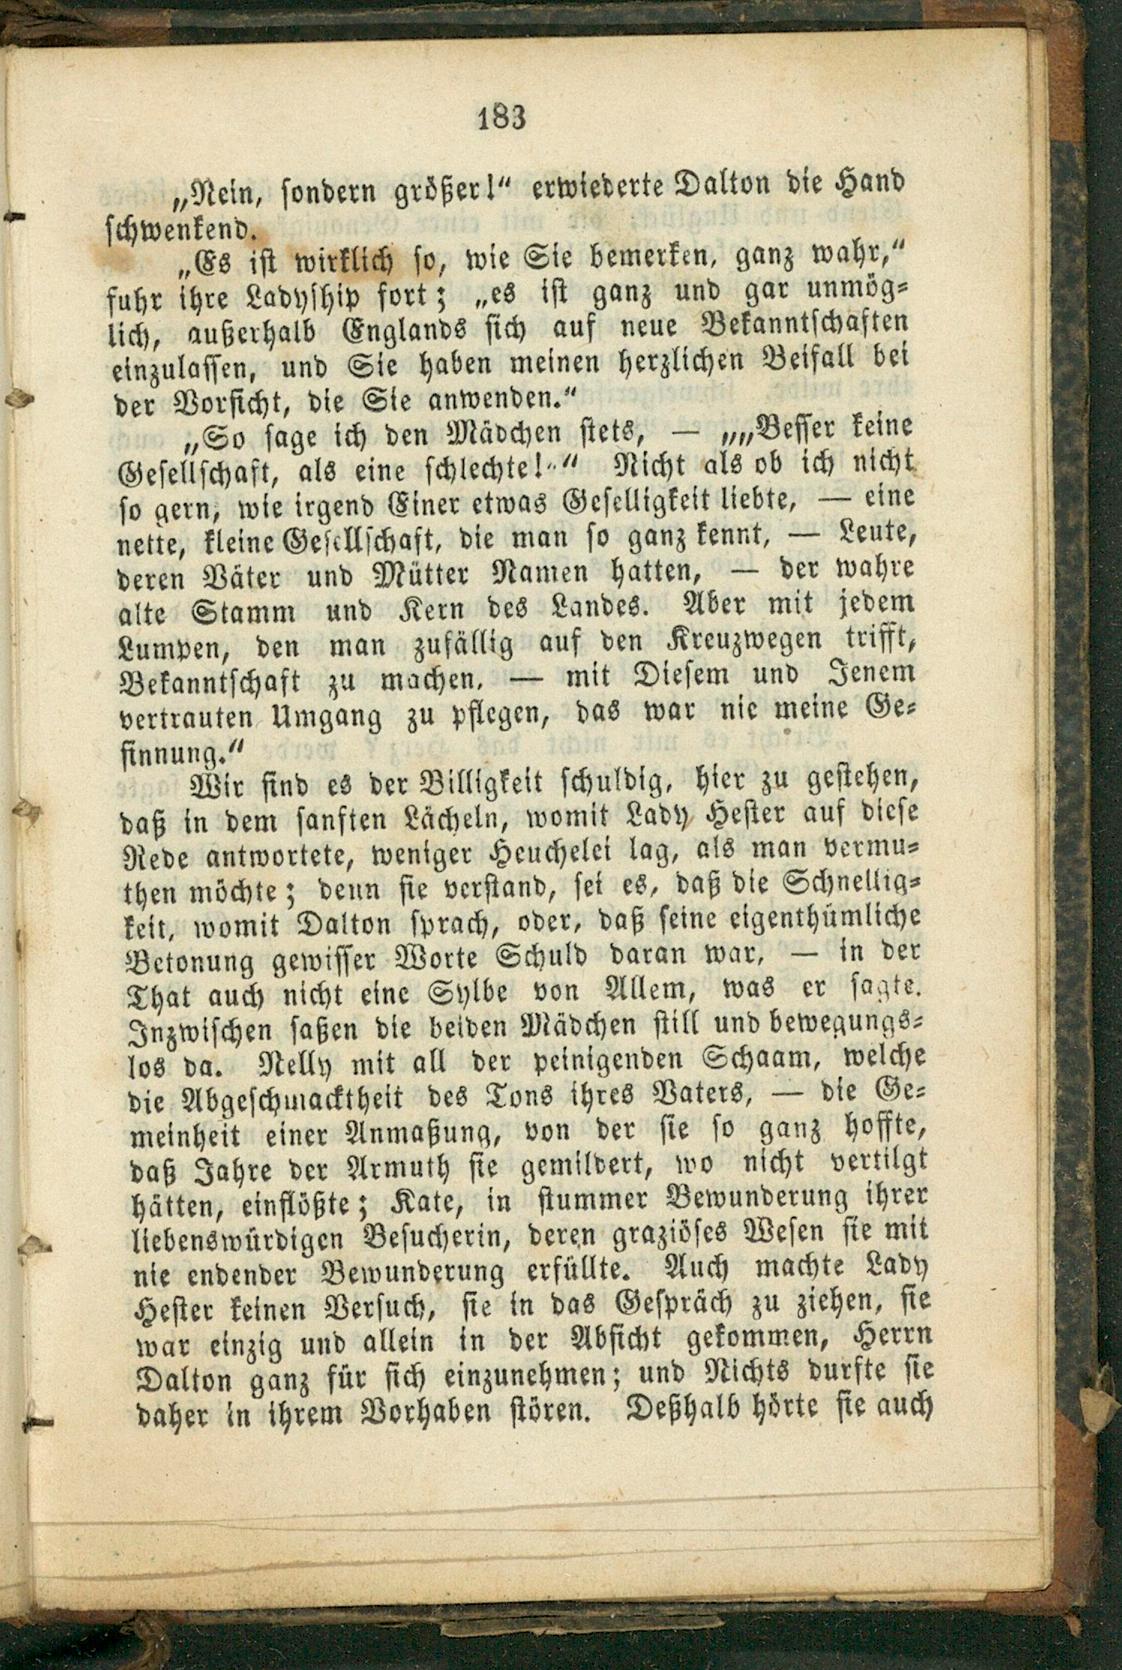 183
„Nein, sondern größer!“ erwiederte Dalton die Hand
schwenkend.
„Es ist wirklich so, wie Sie bemerken, ganz wahr,“
fuhr ihre Ladyship fort; „es ist ganz und gar unmög-
lich, außerhalb Englands sich auf neue Bekanntschaften
einzulassen, und Sie haben meinen herzlichen Beifall bei
der Vorsicht, die Sie anwenden.“
„So sage ich den Mädchen stets, — „„Besser keine
Gesellschaft, als eine schlechte!“ “ Nicht als ob ich nicht
so gern, wie irgend Einer etwas Geselligkeit liebte, — eine
nette, kleine Gesellschaft, die man so ganz kennt, — Leute,
deren Väter und Mütter Namen hatten, — der wahre
alte Stamm und Kern des Landes. Aber mit jedem
Lumpen, den man zufällig auf den Kreuzwegen trifft,
Bekanntschaft zu machen, — mit Diesem und Jenem
vertrauten Umgang zu pflegen, das war nie meine Ge-
sinnung.“
Wir sind es der Billigkeit schuldig, hier zu gestehen,
daß in dem sanften Lächeln, womit Lady Hester auf diese
Rede antwortete, weniger Heuchelei lag, als man vermu-
then möchte; denn sie verstand, sei es, daß die Schnellig-
keit, womit Dalton sprach, oder, daß seine eigenthümliche
Betonung gewisser Worte Schuld daran war, — in der
That auch nicht eine Sylbe von Allem, was er sagte.
Inzwischen saßen die beiden Mädchen still und bewegungs-
los da. Nelly mit all der peinigenden Schaam, welche
die Abgeschmacktheit des Tons ihres Vaters, — die Ge-
meinheit einer Anmaßung, von der sie so ganz hoffte,
daß Jahre der Armuth sie gemildert, wo nicht vertilgt
hätten, einflößte; Kate, in stummer Bewunderung ihrer
liebenswürdigen Besucherin, deren graziöses Wesen sie mit
nie endender Bewunderung erfüllte. Auch machte Lady
Hester keinen Versuch, sie in das Gespräch zu ziehen, sie
war einzig und allein in der Absicht gekommen, Herrn
Dalton ganz für sich einzunehmen; und Nichts durfte sie
daher in ihrem Vorhaben stören. Deßhalb hörte sie auch